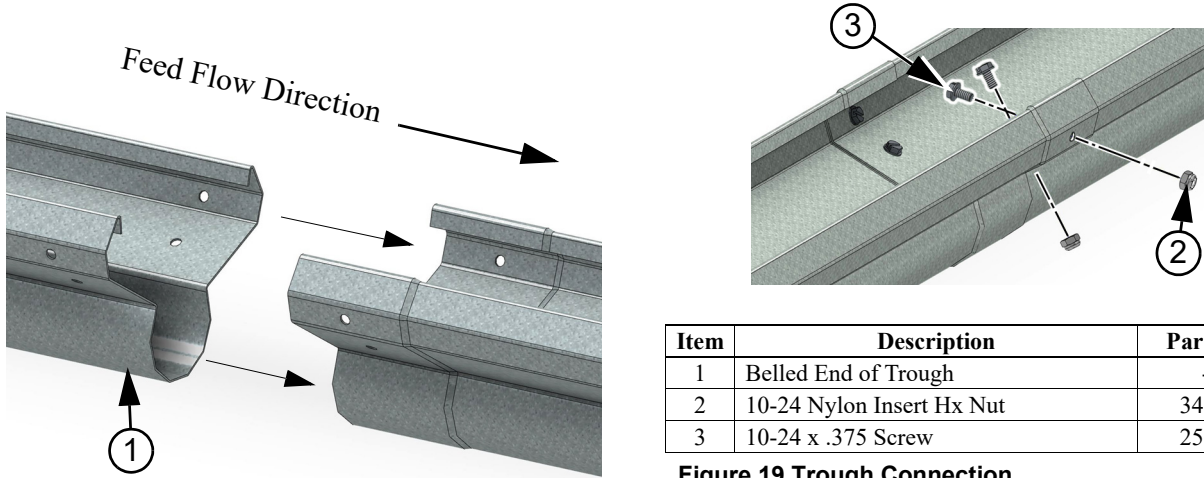 Feed Flow Direction
1
3
2
Item Description
1 Belled End of Trough
2 10-24 Nylon Insert Hx Nut 34
3 10-24 x .375 Screw 25
Figure 19 Trough Connection